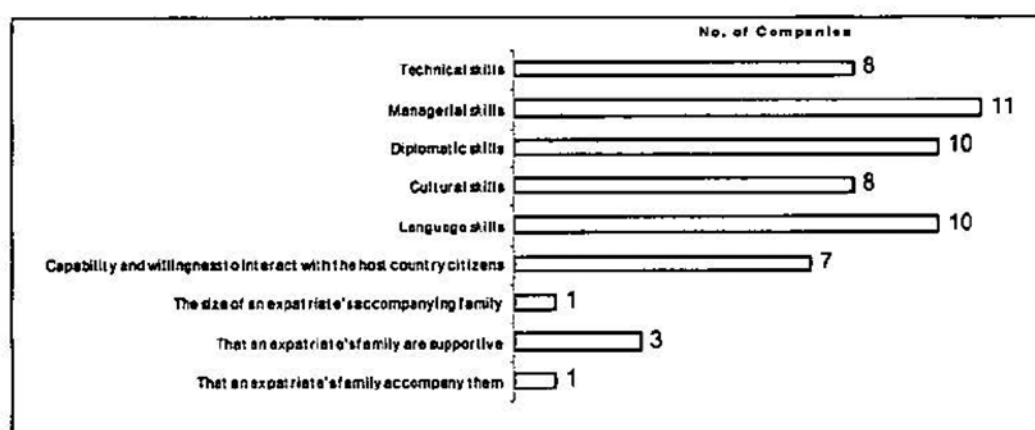 No. of Companies
Technical skills 8
Managerial skills 11
Diplomatic skills 10
Cultural skills 8
Language skills 10
Capability and willingness to interact with the host country citizens 7
The size of an expatriate's accompanying family 1
That an expatriate's family are supportive 3
That an expatriate's family accompany them 1